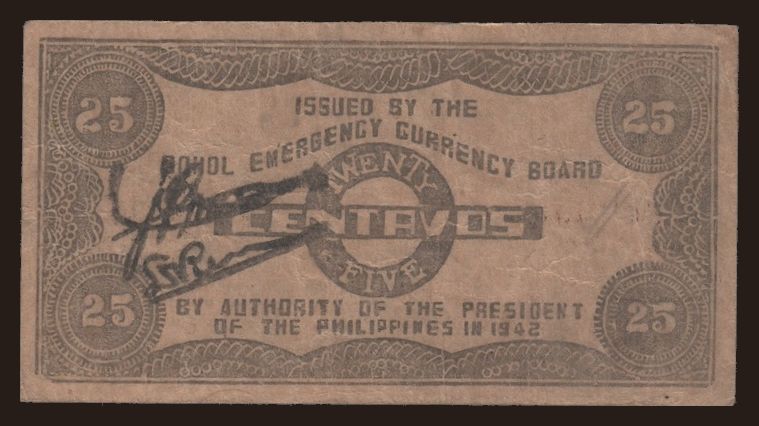 25 25
ISSUED BY THE
BOHOL EMERGENCY CURRENCY BOARD
TWENTY
CENTAVOS
FIVE
BY AUTHORITY OF THE PRESIDENT
OF THE PHILIPPINES IN 1942
25 25